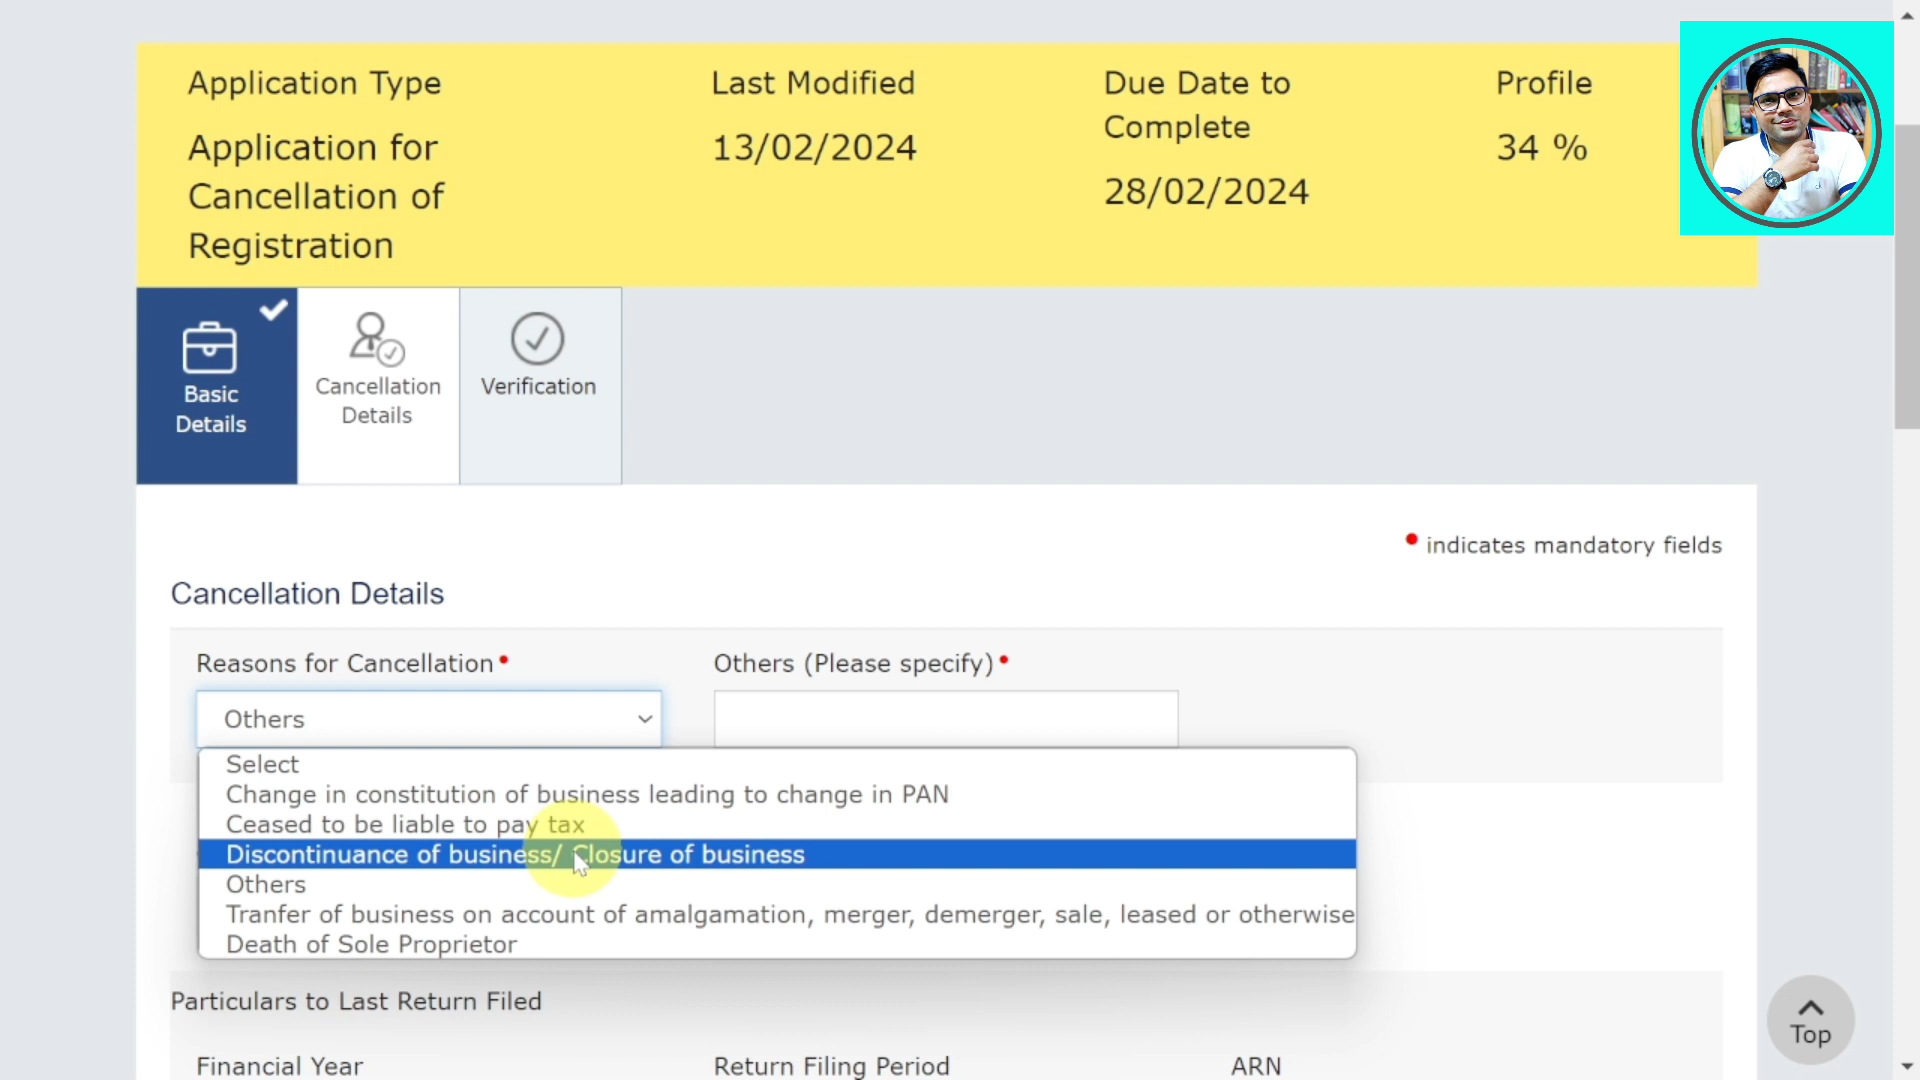 Application Type
Application for
Cancellation of
Registration
Last Modified
13/02/2024
Due Date to
Complete
28/02/2024
Profile
34 %
Basic
Details
Cancellation
Details
Verification
• indicates mandatory fields
Cancellation Details
Reasons for Cancellation•
Others (Please specify)•
Others
Select
Change in constitution of business leading to change in PAN
Ceased to be liable to pay tax
Discontinuance of business/ Closure of business
Others
Tranfer of business on account of amalgamation, merger, demerger, sale, leased or otherwise
Death of Sole Proprietor
Particulars to Last Return Filed
Financial Year
Return Filing Period
ARN
Top